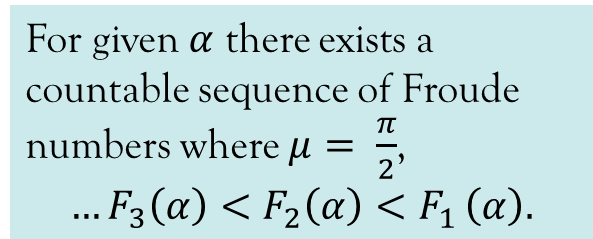 For given α there exists a
countable sequence of Froude
numbers where μ = π/2,
... F₃(α) < F₂(α) < F₁ (α).